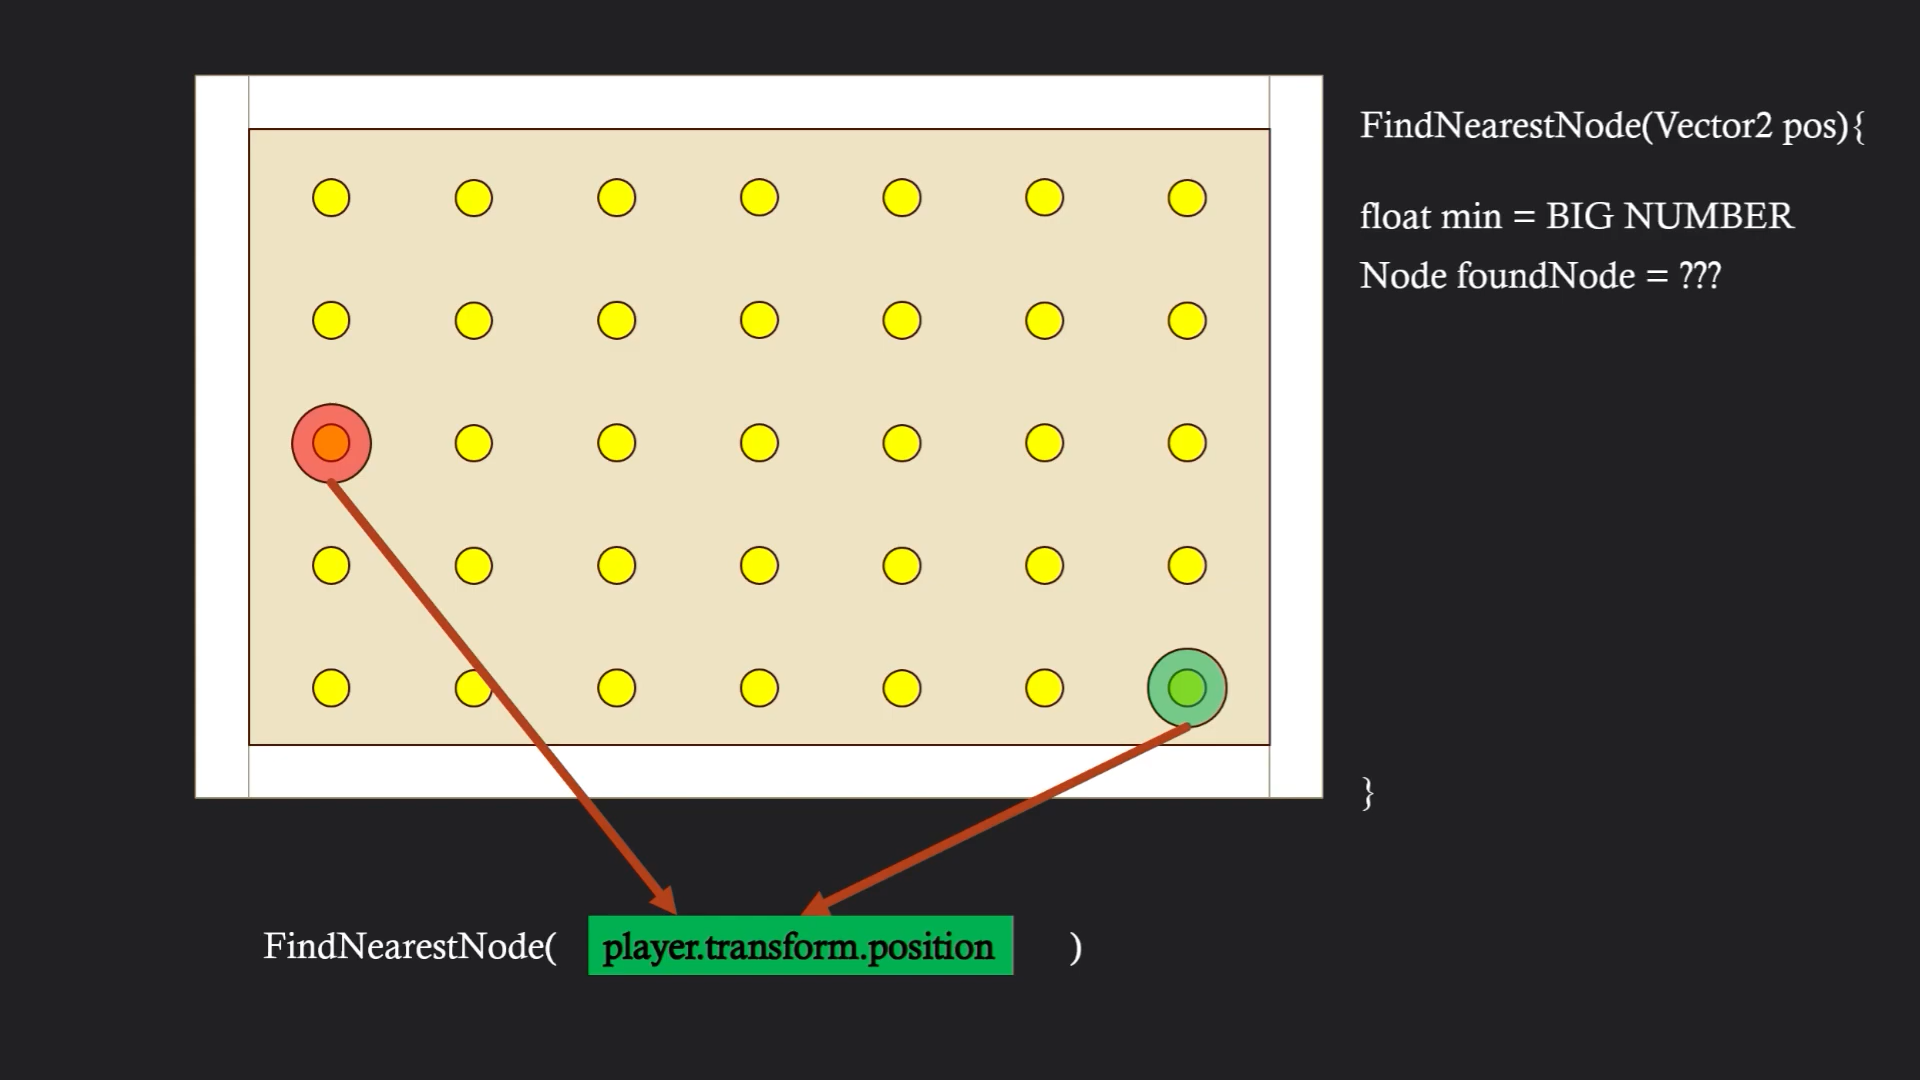 FindNearestNode(Vector2 pos){
float min = BIG NUMBER
Node foundNode = ???
}
FindNearestNode( player.transform.position )